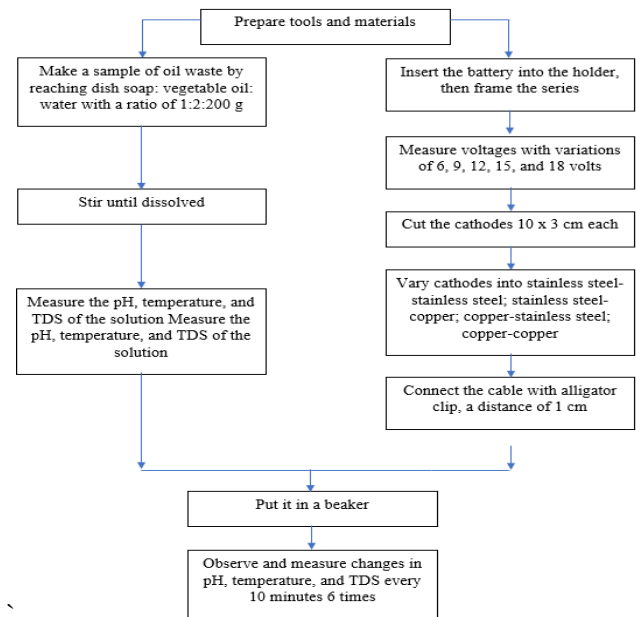 Prepare tools and materials
Make a sample of oil waste by
reaching dish soap: vegetable oil:
water with a ratio of 1:2:200 g
Stir until dissolved
Measure the pH, temperature, and
TDS of the solution Measure the
pH, temperature, and TDS of the
solution
Insert the battery into the holder,
then frame the series
Measure voltages with variations
of 6, 9, 12, 15, and 18 volts
Cut the cathodes 10 x 3 cm each
Vary cathodes into stainless steel-
stainless steel; stainless steel-
copper; copper-stainless steel;
copper-copper
Connect the cable with alligator
clip, a distance of 1 cm
Put it in a beaker
Observe and measure changes in
pH, temperature, and TDS every
10 minutes 6 times
`